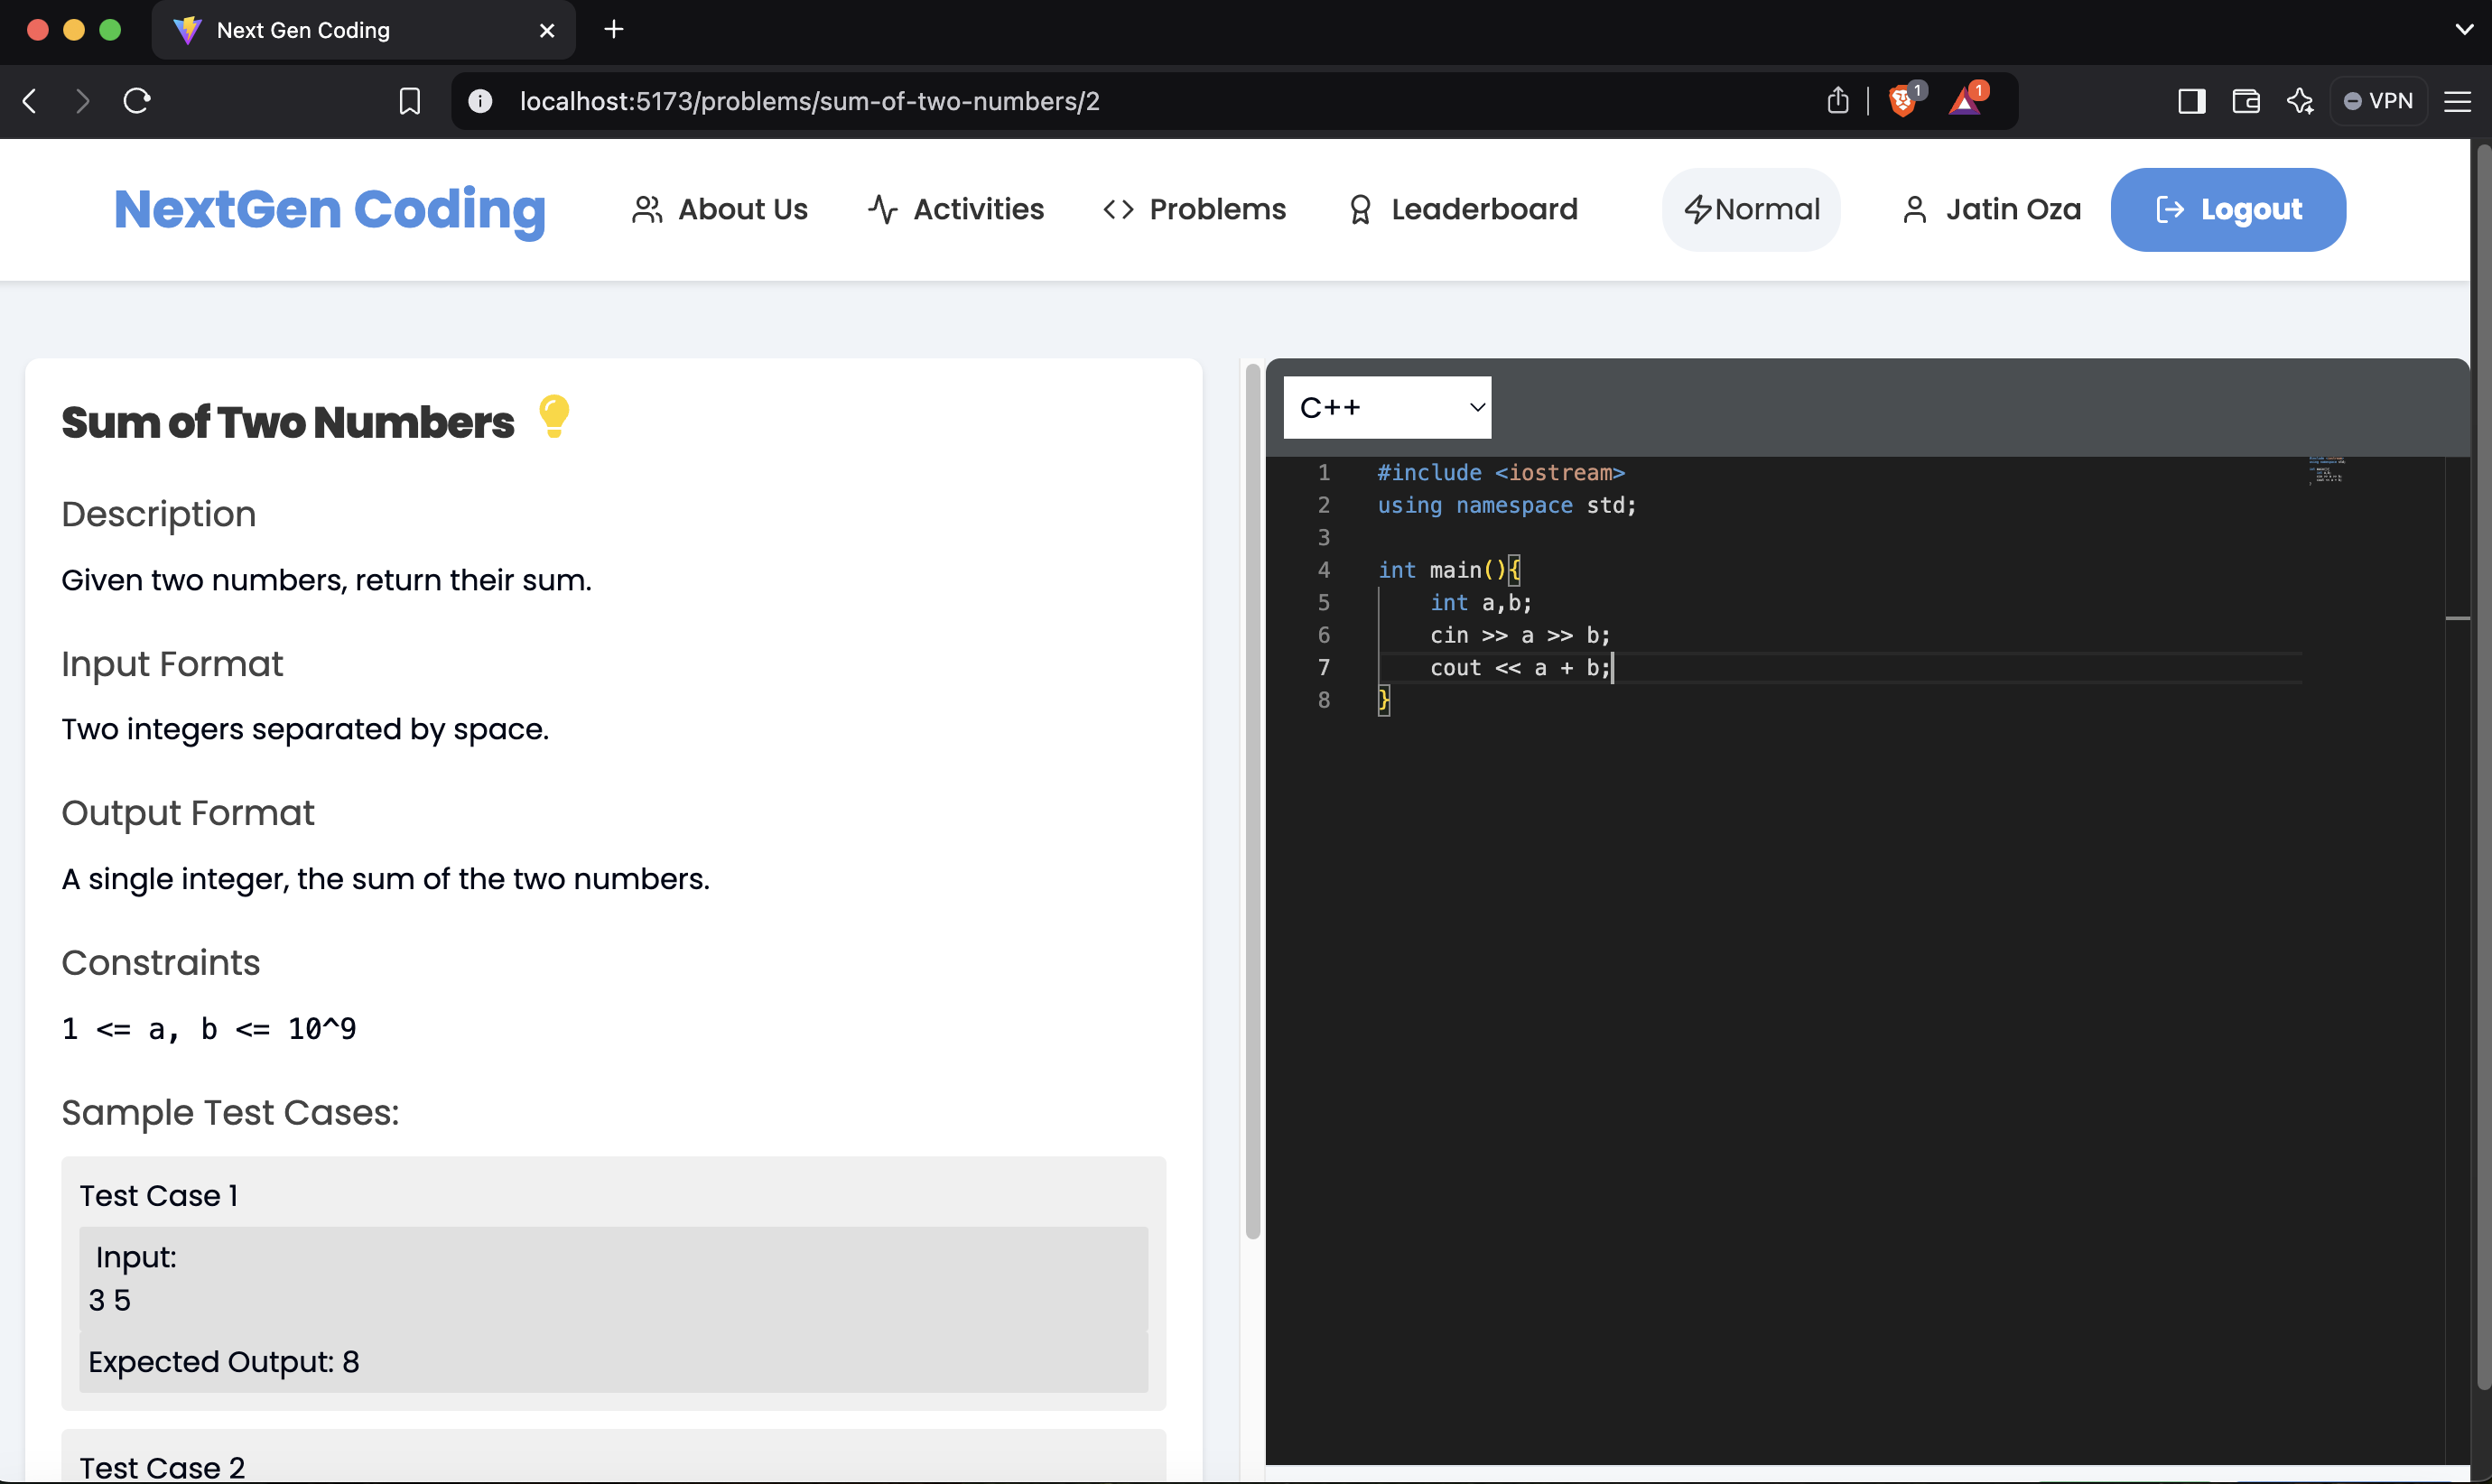 Next Gen Coding
localhost:5173/problems/sum-of-two-numbers/2
1
1
VPN
NextGen Coding
About Us
Activities
Problems
Leaderboard
Normal
Jatin Oza
Logout
Sum of Two Numbers
Description
Given two numbers, return their sum.
Input Format
Two integers separated by space.
Output Format
A single integer, the sum of the two numbers.
Constraints
1 <= a, b <= 10^9
Sample Test Cases:
Test Case 1
Input:
3 5
Expected Output: 8
Test Case 2
C++
1 #include <iostream>
2 using namespace std;
3
4 int main(){
5     int a,b;
6     cin >> a >> b;
7     cout << a + b;
8 }